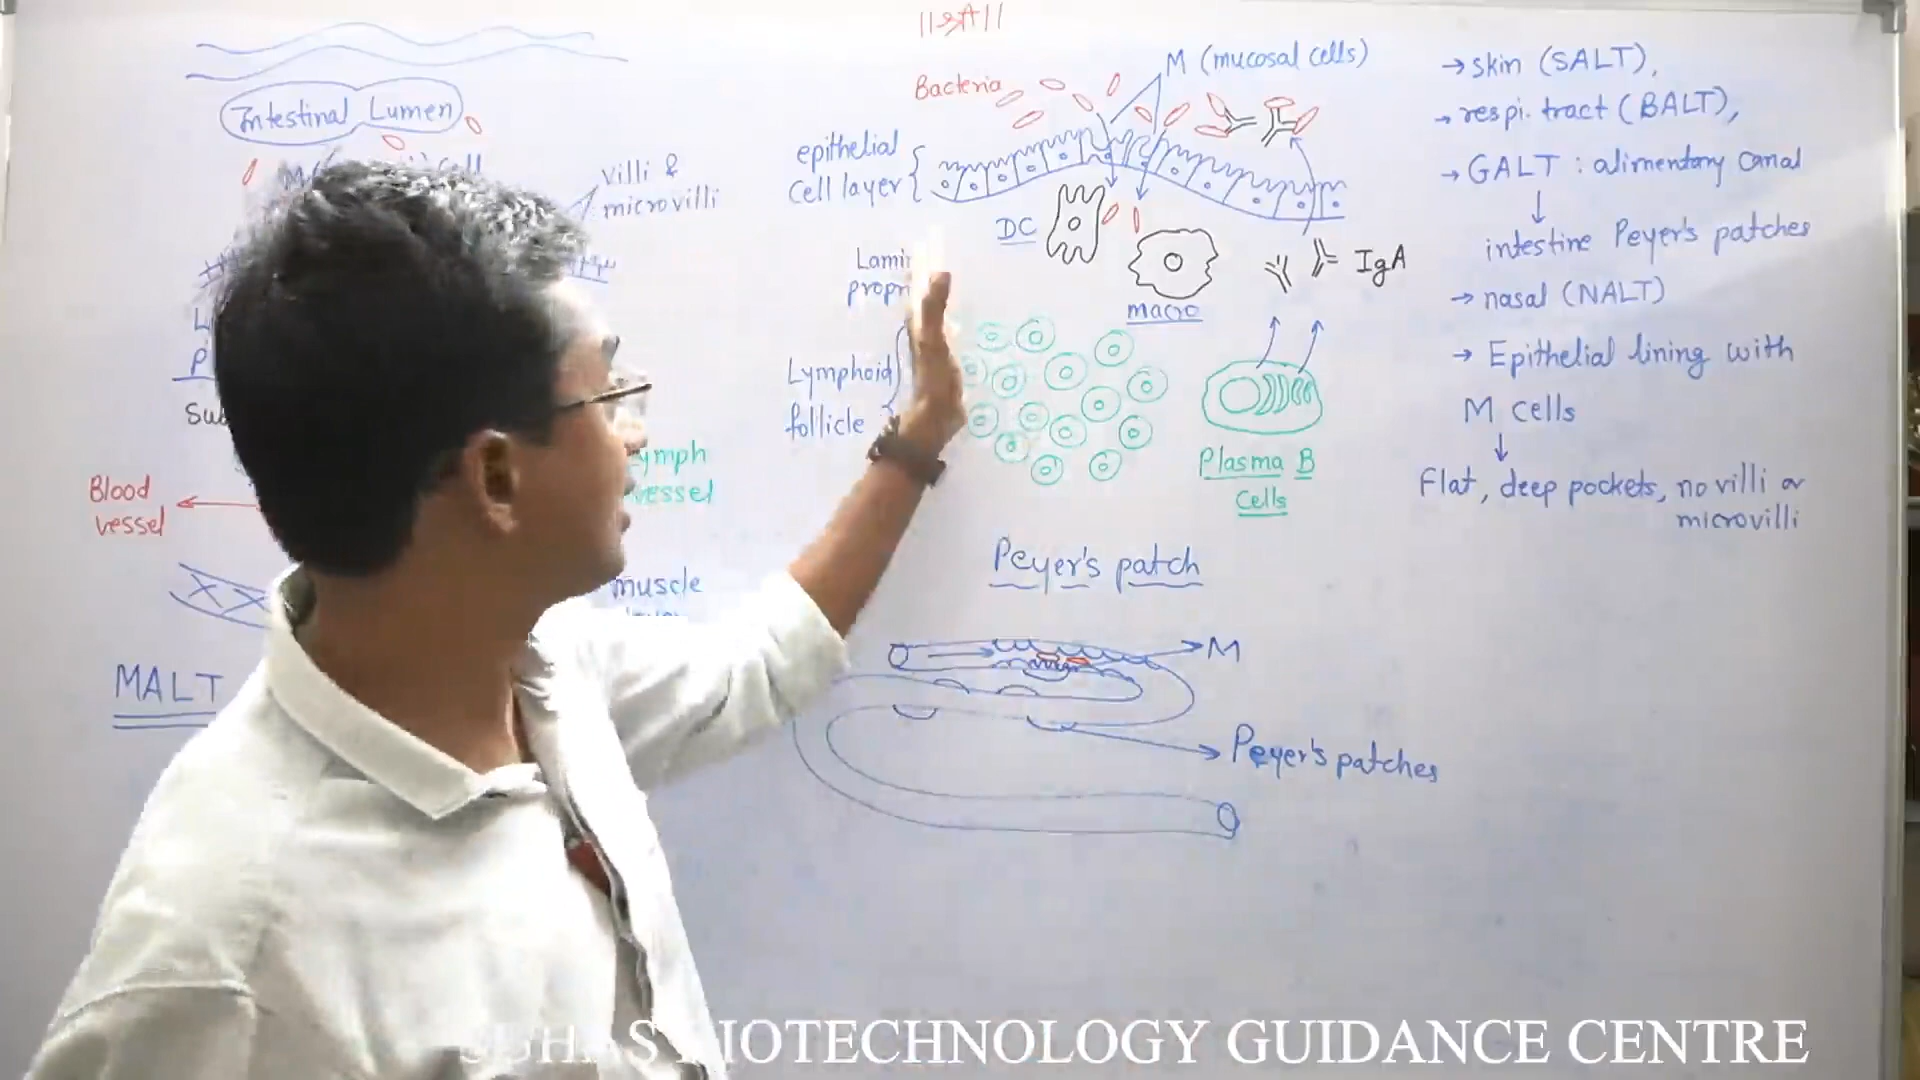 ||श्री||
Intestinal Lumen
villi &
microvilli
Blood
vessel
muscle
MALT
Bacteria
M (mucosal cells)
epithelial
cell layer
DC
macro
IgA
Lymphoid
follicle
Plasma B
cells
Peyer's patch
M
Peyer's patches
→ skin (SALT),
→ respi. tract (BALT),
→ GALT : alimentary canal
↓
intestine Peyer's patches
→ nasal (NALT)
→ Epithelial lining with
M cells
↓
Flat, deep pockets, no villi or
microvilli
GUIDANCE CENTRE